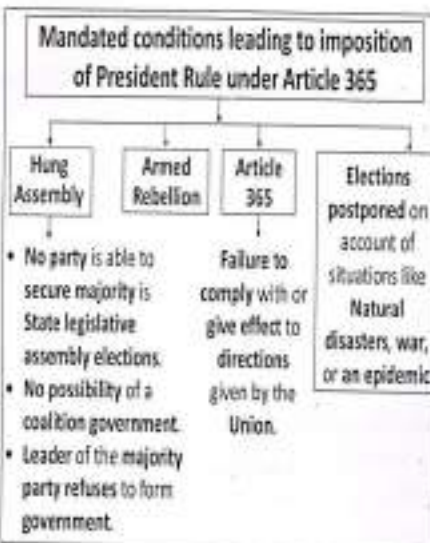 Mandated conditions leading to imposition
of President Rule under Article 365
Hung
Assembly
• No party is able to
secure majority is
State legislative
assembly elections.
• No possibility of a
coalition government.
• Leader of the majority
party refuses to form
government.
Armed
Rebellion
Article
365
Failure to
comply with or
give effect to
directions
given by the
Union.
Elections
postponed on
account of
situations like
Natural
disasters, war,
or an epidemic